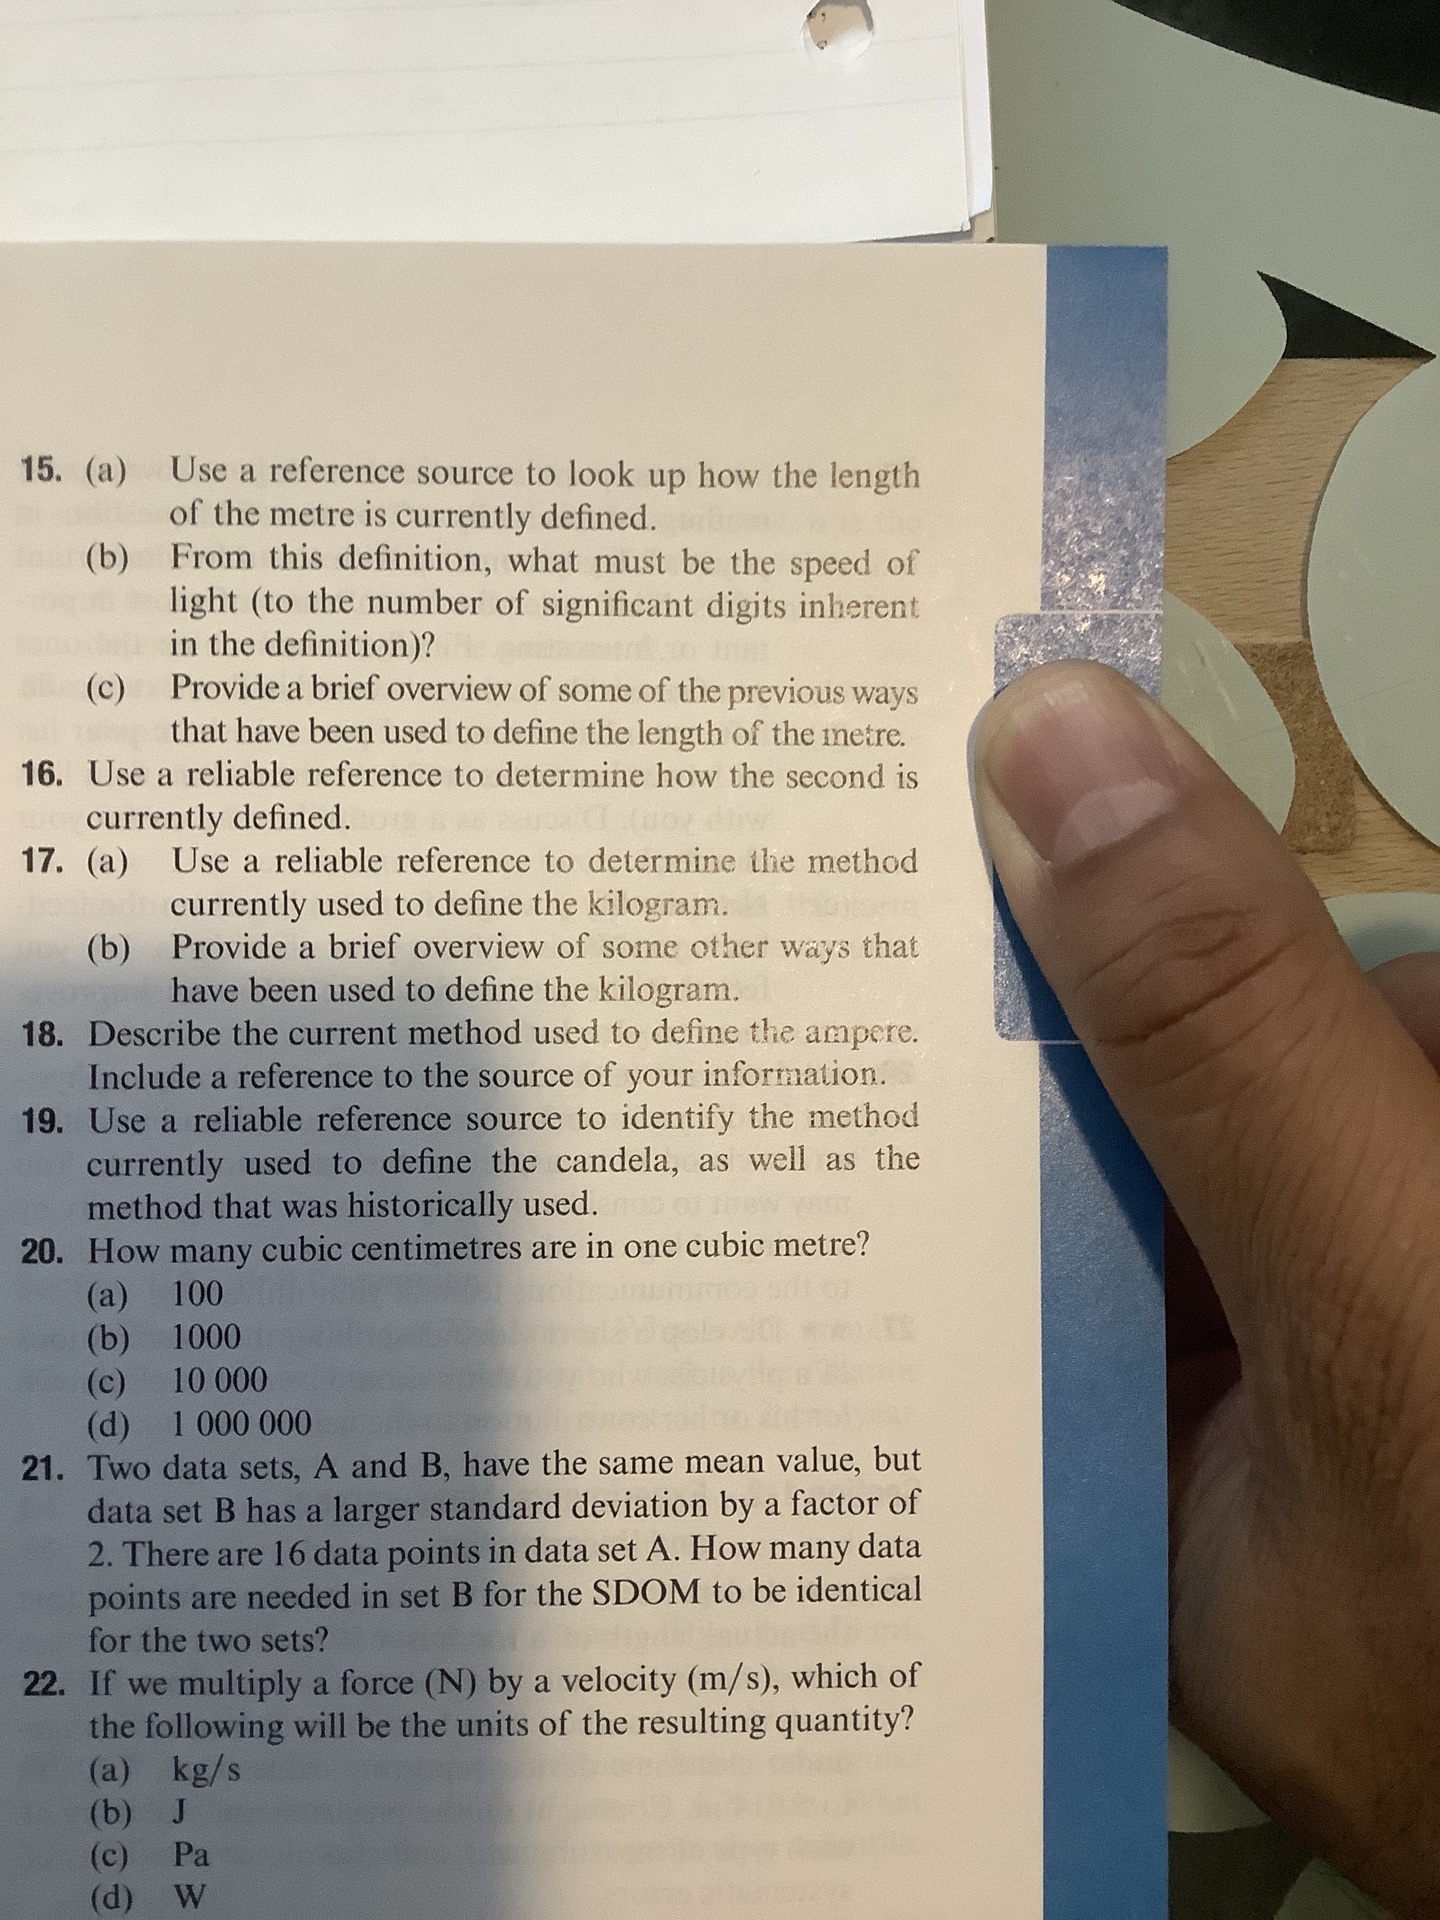 15. (a) Use a reference source to look up how the length
of the metre is currently defined.
(b) From this definition, what must be the speed of
light (to the number of significant digits inherent
in the definition)?
(c) Provide a brief overview of some of the previous ways
that have been used to define the length of the metre.
16. Use a reliable reference to determine how the second is
currently defined.
17. (a) Use a reliable reference to determine the method
currently used to define the kilogram.
(b) Provide a brief overview of some other ways that
have been used to define the kilogram.
18. Describe the current method used to define the ampere.
Include a reference to the source of your information.
19. Use a reliable reference source to identify the method
currently used to define the candela, as well as the
method that was historically used.
20. How many cubic centimetres are in one cubic metre?
(a) 100
(b) 1000
(c) 10 000
(d) 1 000 000
21. Two data sets, A and B, have the same mean value, but
data set B has a larger standard deviation by a factor of
2. There are 16 data points in data set A. How many data
points are needed in set B for the SDOM to be identical
for the two sets?
22. If we multiply a force (N) by a velocity (m/s), which of
the following will be the units of the resulting quantity?
(a) kg/s
(b) J
(c) Pa
(d) W